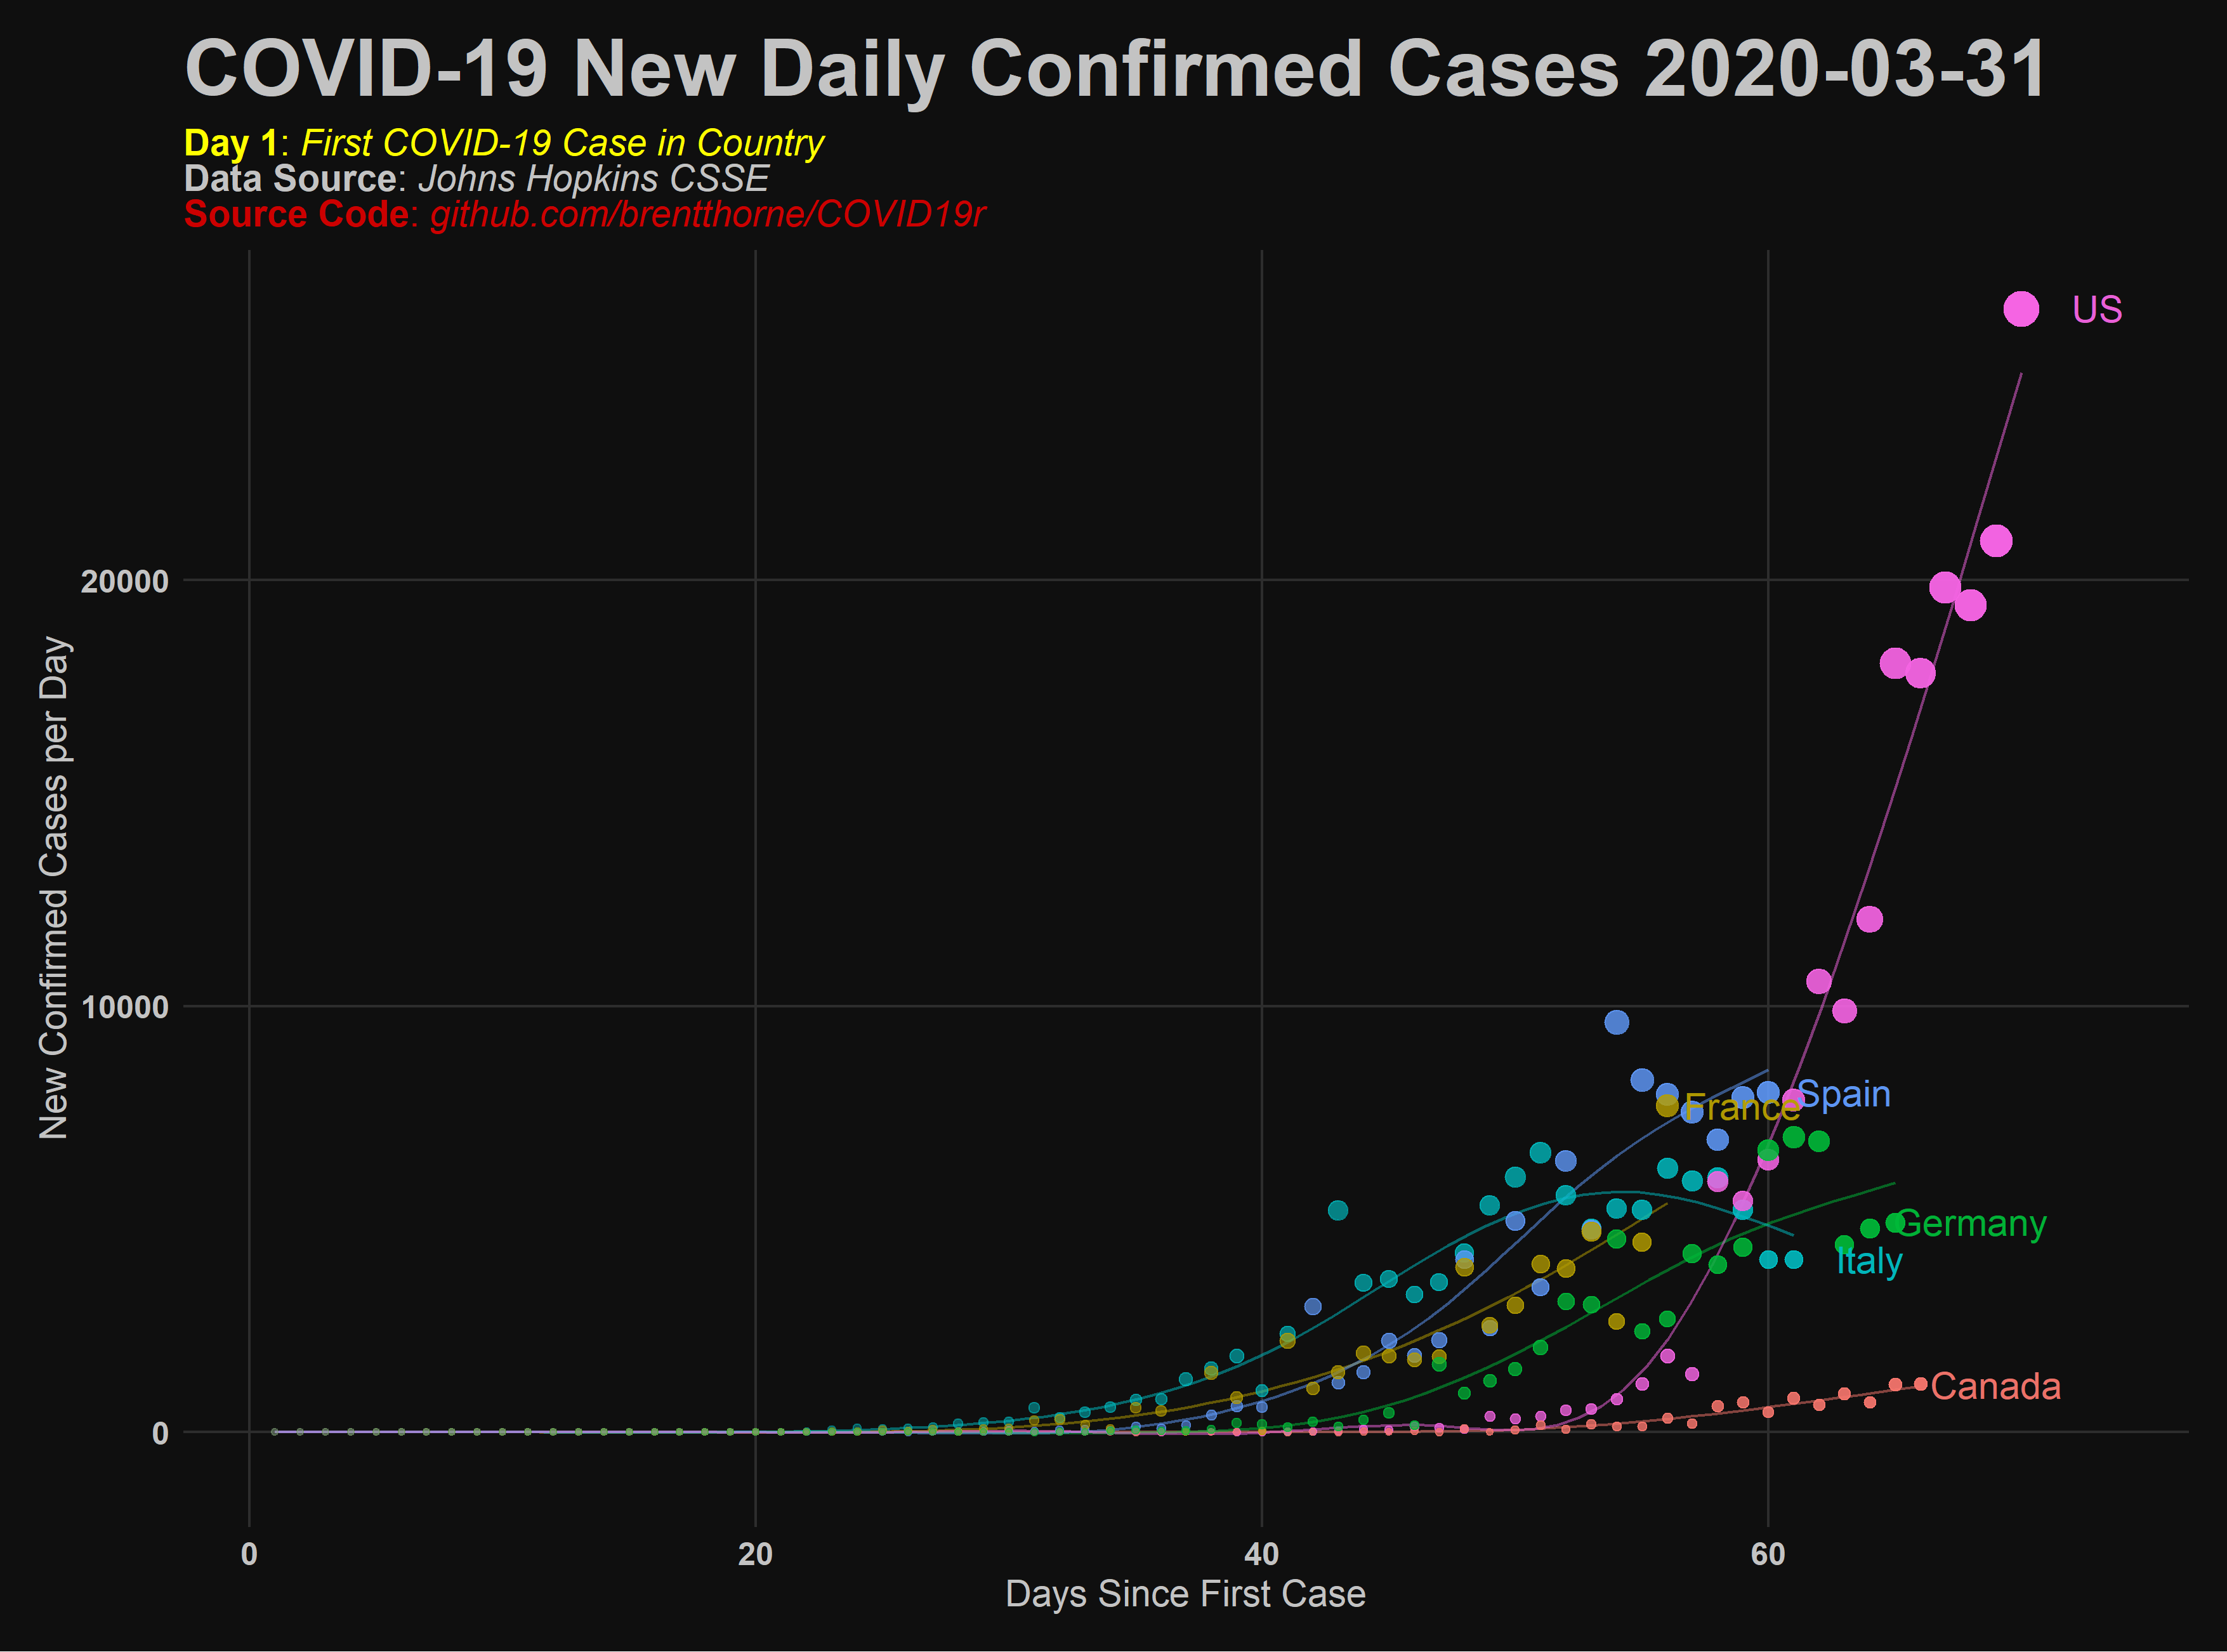 COVID-19 New Daily Confirmed Cases 2020-03-31
Day 1: First COVID-19 Case in Country
Data Source: Johns Hopkins CSSE
Source Code: github.com/brentthorne/COVID19r
US
20000
New Confirmed Cases per Day
10000
Spain
France
Germany
Italy
Canada
0
0 20 40 60
Days Since First Case